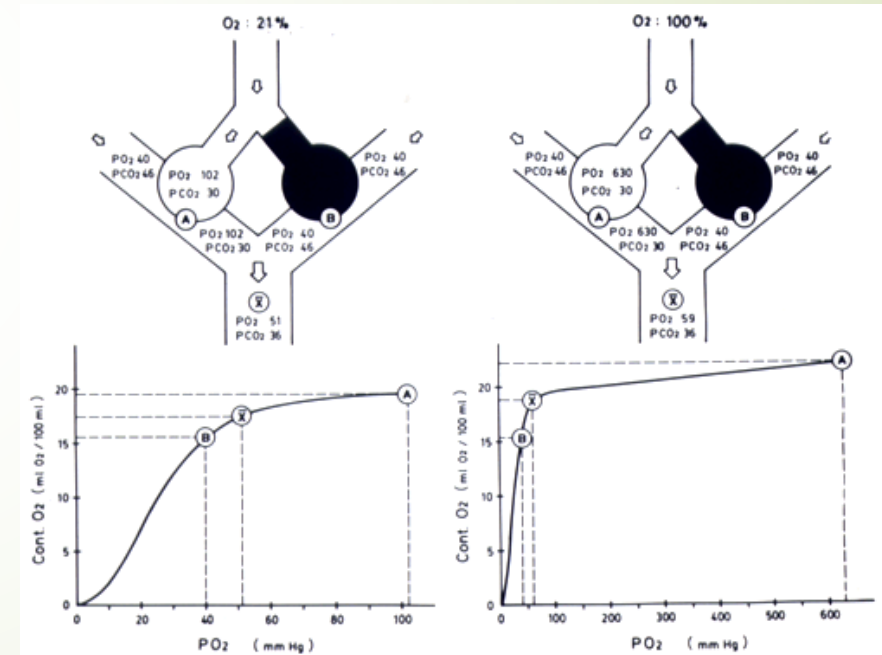 O₂ : 21 %
PO₂ 40
PCO₂ 46
PO₂ 102
PCO₂ 30
PO₂ 40
PCO₂ 46
A
B
PO₂ 102
PCO₂ 30
PO₂ 40
PCO₂ 46
X̅
PO₂ 51
PCO₂ 36
O₂ : 100 %
PO₂ 40
PCO₂ 46
PO₂ 630
PCO₂ 30
PO₂ 40
PCO₂ 46
A
B
PO₂ 630
PCO₂ 30
PO₂ 40
PCO₂ 46
X̅
PO₂ 59
PCO₂ 36
Cont. O₂ ( ml O₂ / 100 ml )
20
15
10
5
0
A
X̅
B
0 20 40 60 80 100
PO₂ ( mm Hg )
Cont. O₂ ( ml O₂ / 100 ml )
20
15
10
5
0
A
X̅
B
0 100 200 300 400 500 600
PO₂ ( mm Hg )